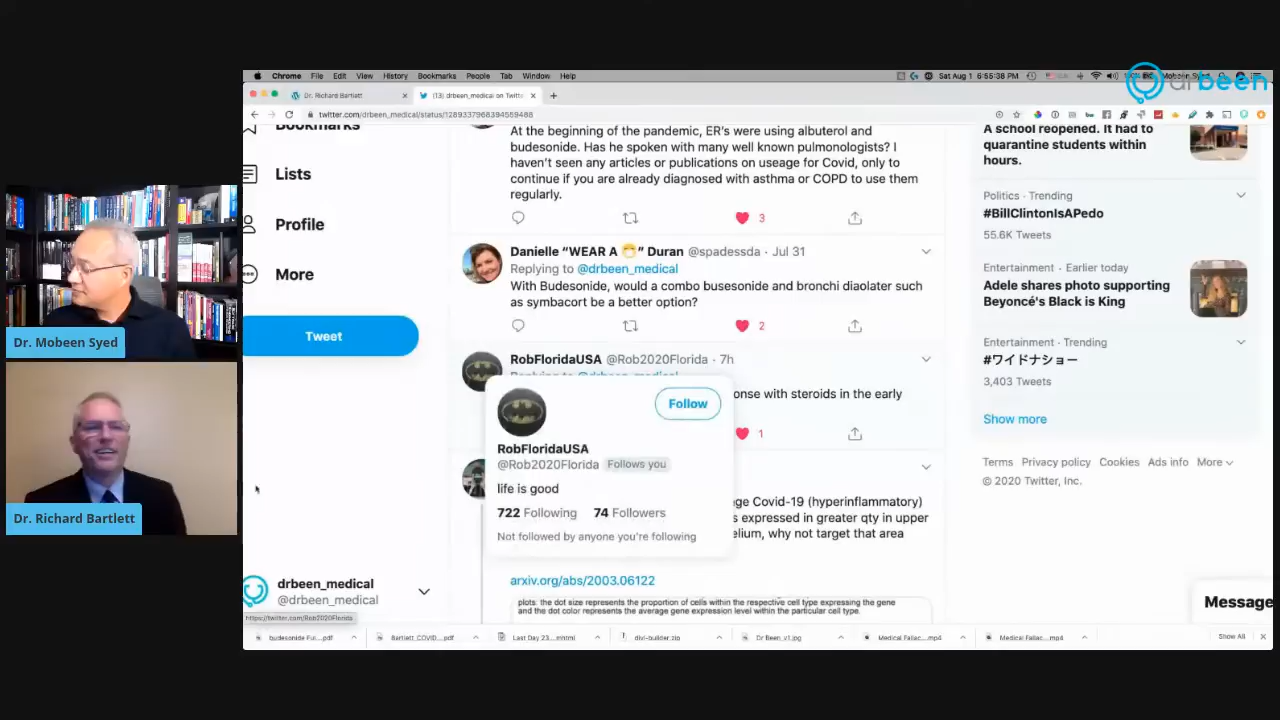 drbeen
Chrome File Edit View History Bookmarks People Tab Window Help
Sat Aug 1 6:55:38 PM Mobeen Syed
Dr. Richard Bartlett
(13) drbeen_medical on Twitte
twitter.com/drbeen_medical/status/1289337968394559488
Bookmarks
Lists
Profile
More
Tweet
drbeen_medical
@drbeen_medical
https://twitter.com/Rob2020Florida
At the beginning of the pandemic, ER's were using albuterol and
budesonide. Has he spoken with many well known pulmonologists? I
haven't seen any articles or publications on useage for Covid, only to
continue if you are already diagnosed with asthma or COPD to use them
regularly.
3
Danielle “WEAR A 😷” Duran @spadessda · Jul 31
Replying to @drbeen_medical
With Budesonide, would a combo busesonide and bronchi diaolater such
as symbacort be a better option?
2
RobFloridaUSA @Rob2020Florida · 7h
Replying to @drbeen_medical
onse with steroids in the early
1
Follow
RobFloridaUSA
@Rob2020Florida Follows you
life is good
722 Following 74 Followers
Not followed by anyone you're following
ge Covid-19 (hyperinflammatory)
s expressed in greater qty in upper
elium, why not target that area
arxiv.org/abs/2003.06122
plots: the dot size represents the proportion of cells within the respective cell type expressing the gene
and the dot color represents the average gene expression level within the particular cell type.
A school reopened. It had to
quarantine students within
hours.
Politics · Trending
#BillClintonIsAPedo
55.6K Tweets
Entertainment · Earlier today
Adele shares photo supporting
Beyoncé's Black is King
Entertainment · Trending
#ワイドナショー
3,403 Tweets
Show more
Terms Privacy policy Cookies Ads info More
© 2020 Twitter, Inc.
Message
budesonide Ful....pdf
Bartlett_COVID....pdf
Last Day 23....mhtml
divi-builder.zip
Dr Been_v1.jpg
Medical Fallac....mp4
Medical Fallac....mp4
Show All
Dr. Mobeen Syed
Dr. Richard Bartlett